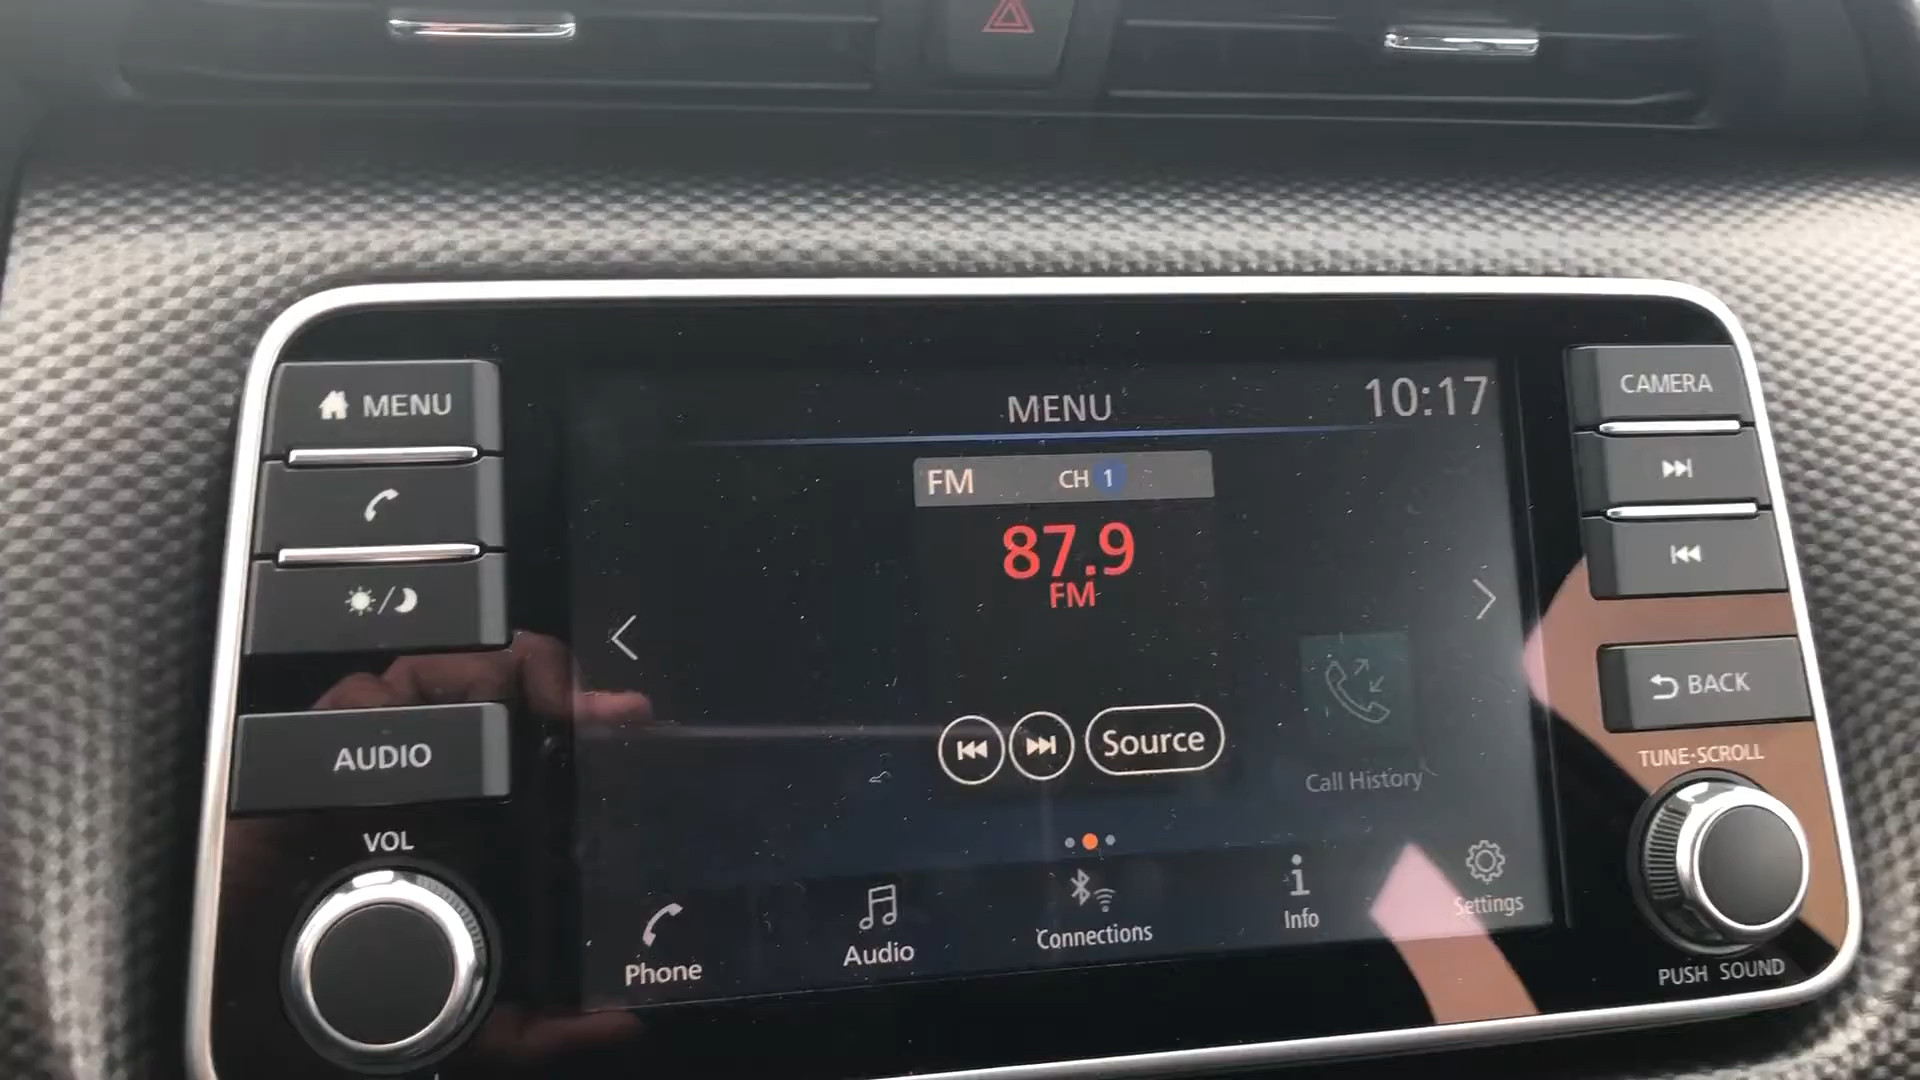 MENU
AUDIO
VOL
MENU
10:17
FM CH 1
87.9
FM
Source
Call History
Phone
Audio
Connections
Info
Settings
CAMERA
BACK
TUNE·SCROLL
PUSH SOUND